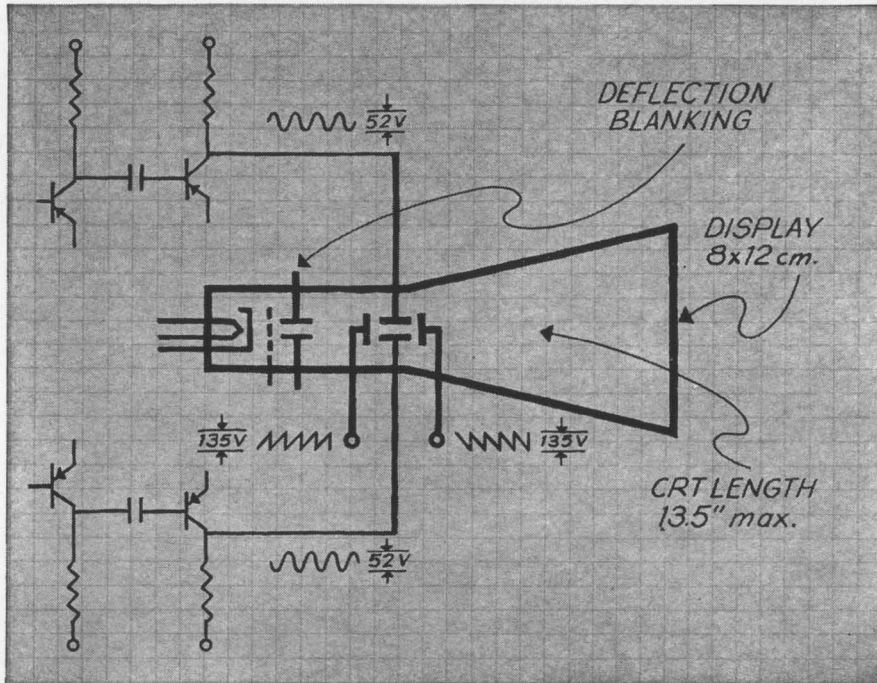 52V
DEFLECTION
BLANKING
DISPLAY
8x12 cm.
135V
135V
CRT LENGTH
13.5" max.
52V